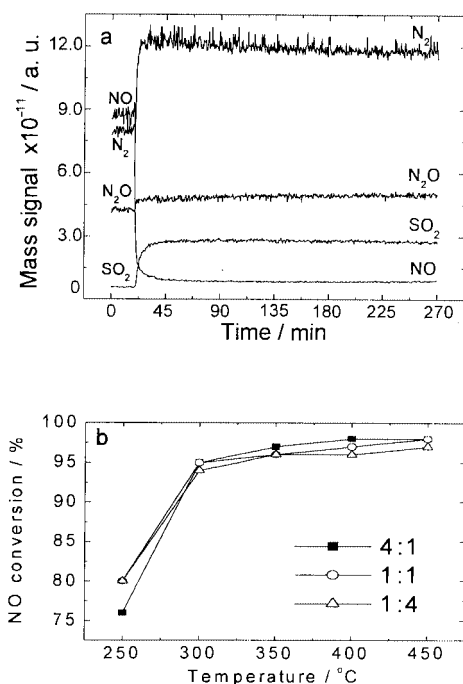 a
N₂
12.0
9.0
6.0
3.0
0
NO
N₂
N₂O
SO₂
N₂O
SO₂
NO
Mass signal x10⁻¹¹ / a. u.
0 45 90 135 180 225 270
Time / min
b
100
95
90
85
80
75
NO conversion / %
4:1
1:1
1:4
250 300 350 400 450
Temperature / °C